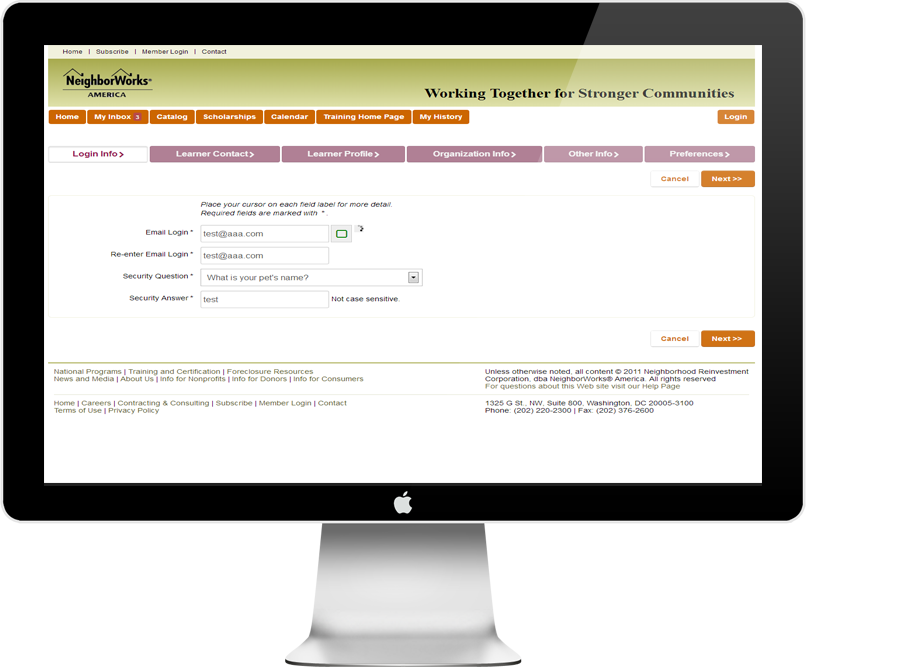 Home | Subscribe | Member Login | Contact
NeighborWorks®
AMERICA
Working Together for Stronger Communities
Home My Inbox 3 Catalog Scholarships Calendar Training Home Page My History Login
Login Info> Learner Contact> Learner Profile> Organization Info> Other Info> Preferences>
Cancel Next >>
Place your cursor on each field label for more detail.
Required fields are marked with * .
Email Login * test@aaa.com
Re-enter Email Login * test@aaa.com
Security Question * What is your pet's name?
Security Answer * test Not case sensitive.
Cancel Next >>
National Programs | Training and Certification | Foreclosure Resources
News and Media | About Us | Info for Nonprofits | Info for Donors | Info for Consumers
Unless otherwise noted, all content © 2011 Neighborhood Reinvestment
Corporation, dba NeighborWorks® America. All rights reserved
For questions about this Web site visit our Help Page
Home | Careers | Contracting & Consulting | Subscribe | Member Login | Contact
Terms of Use | Privacy Policy
1325 G St., NW, Suite 800, Washington, DC 20005-3100
Phone: (202) 220-2300 | Fax: (202) 376-2600